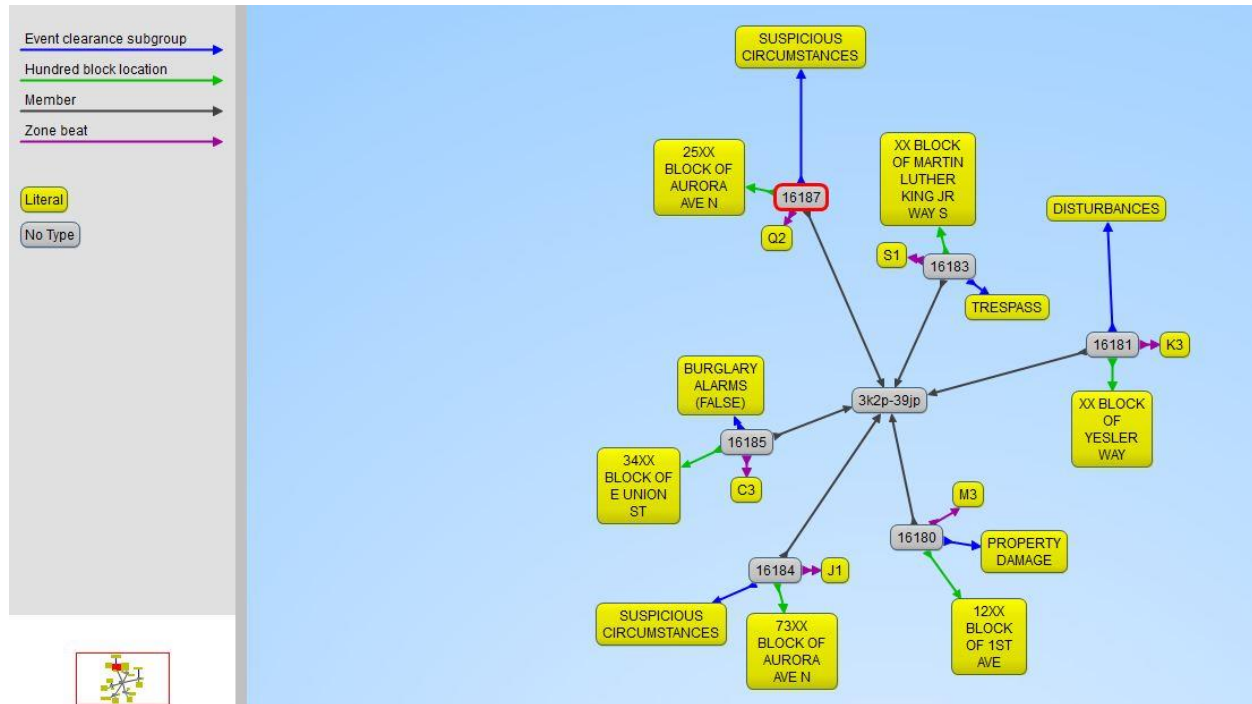 Event clearance subgroup
Hundred block location
Member
Zone beat
Literal
No Type
SUSPICIOUS
CIRCUMSTANCES
25XX
BLOCK OF
AURORA
AVE N
16187
Q2
XX BLOCK
OF MARTIN
LUTHER
KING JR
WAY S
S1
16183
TRESPASS
DISTURBANCES
16181
K3
XX BLOCK
OF
YESLER
WAY
3k2p-39jp
BURGLARY
ALARMS
(FALSE)
16185
34XX
BLOCK OF
E UNION
ST
C3
M3
16180
PROPERTY
DAMAGE
12XX
BLOCK
OF 1ST
AVE
16184
J1
SUSPICIOUS
CIRCUMSTANCES
73XX
BLOCK OF
AURORA
AVE N